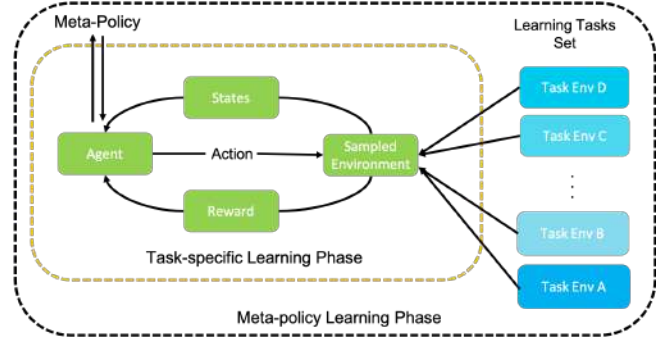 Meta-Policy
Learning Tasks
Set
States
Task Env D
Agent
Action
Sampled
Environment
Task Env C
Reward
Task Env B
Task-specific Learning Phase
Task Env A
Meta-policy Learning Phase